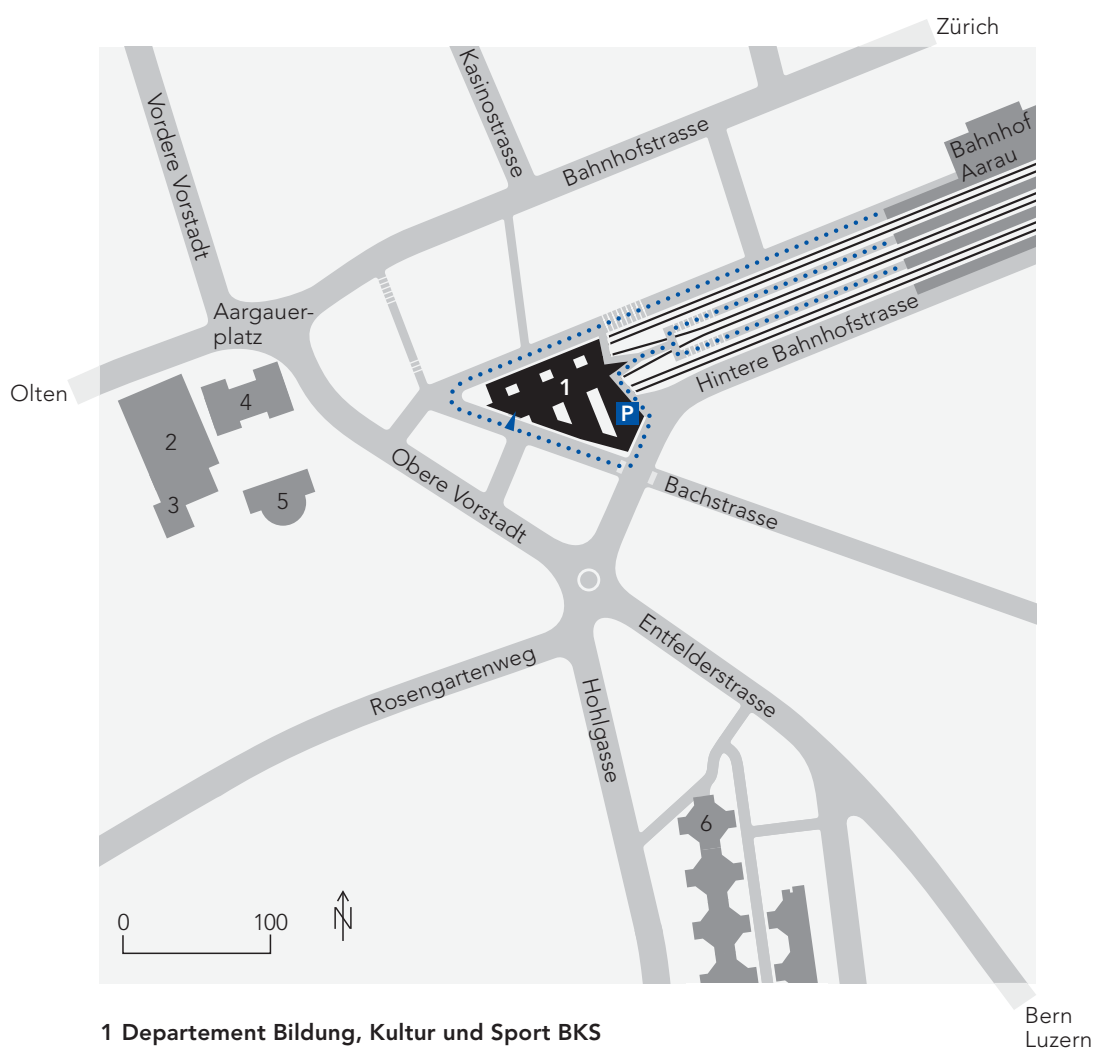 Zürich
Kasinostrasse
Vordere Vorstadt
Bahnhofstrasse
Bahnhof
Aarau
Aargauer-
platz
Hintere Bahnhofstrasse
Olten
1
P
4
2
3
5
Obere Vorstadt
Bachstrasse
Entfelderstrasse
Rosengartenweg
Hohlgasse
6
0 100
N
Bern
Luzern
1 Departement Bildung, Kultur und Sport BKS